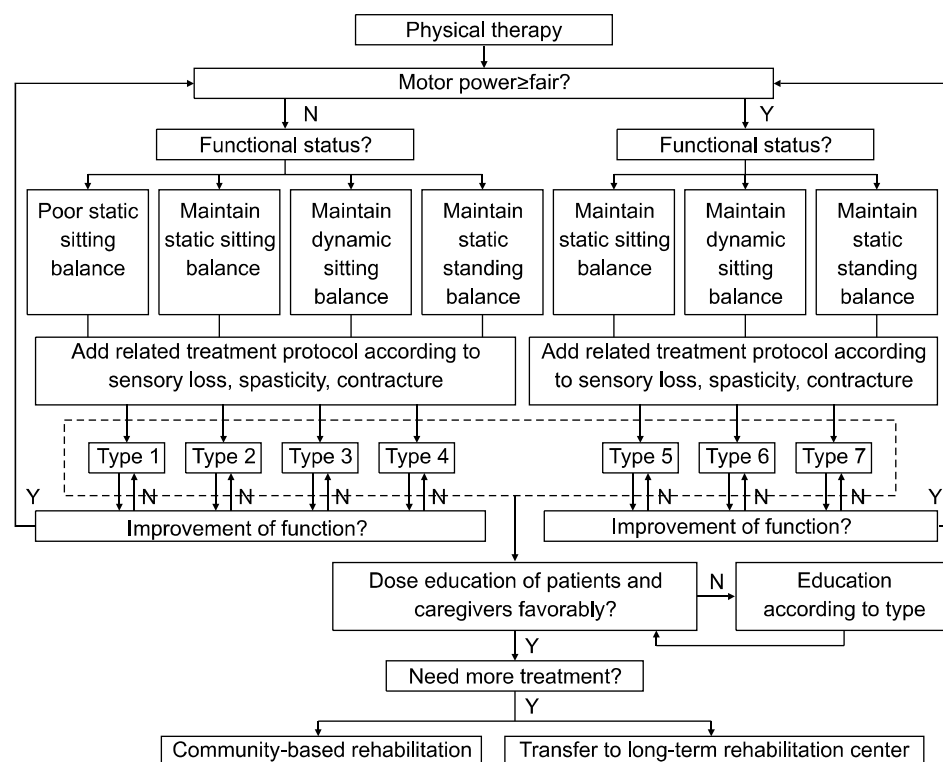 Physical therapy
Motor power≥fair?
N
Y
Functional status?
Functional status?
Poor static
sitting
balance
Maintain
static sitting
balance
Maintain
dynamic
sitting
balance
Maintain
static
standing
balance
Maintain
static sitting
balance
Maintain
dynamic
sitting
balance
Maintain
static
standing
balance
Add related treatment protocol according to
sensory loss, spasticity, contracture
Add related treatment protocol according
to sensory loss, spasticity, contracture
Type 1
Type 2
Type 3
Type 4
Type 5
Type 6
Type 7
Y
N
N
N
N
N
N
N
Y
Improvement of function?
Improvement of function?
Dose education of patients and
caregivers favorably?
N
Education
according to type
Y
Need more treatment?
Y
Community-based rehabilitation
Transfer to long-term rehabilitation center